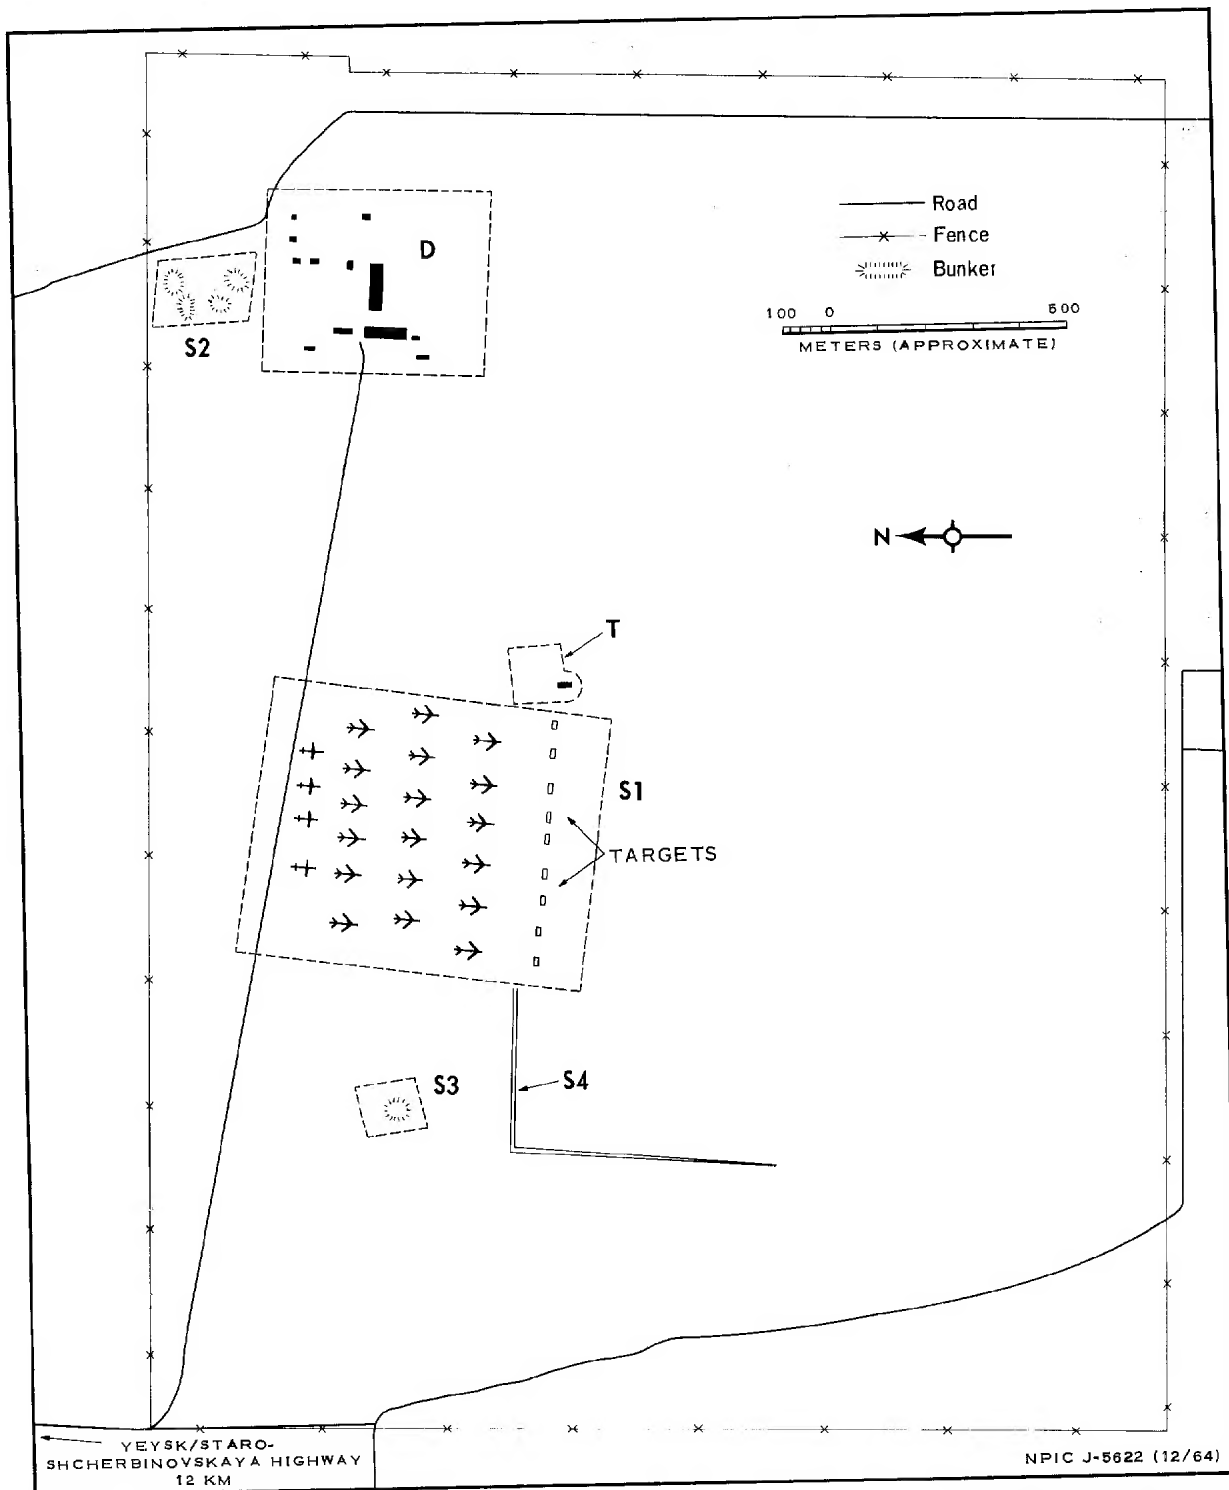 Road
Fence
Bunker
100 0 500
METERS (APPROXIMATE)
D
S2
N
T
S1
TARGETS
S3
S4
YEYSK/STARO-
SHCHERBINOVSKAYA HIGHWAY
12 KM
NPIC J-5622 (12/64)